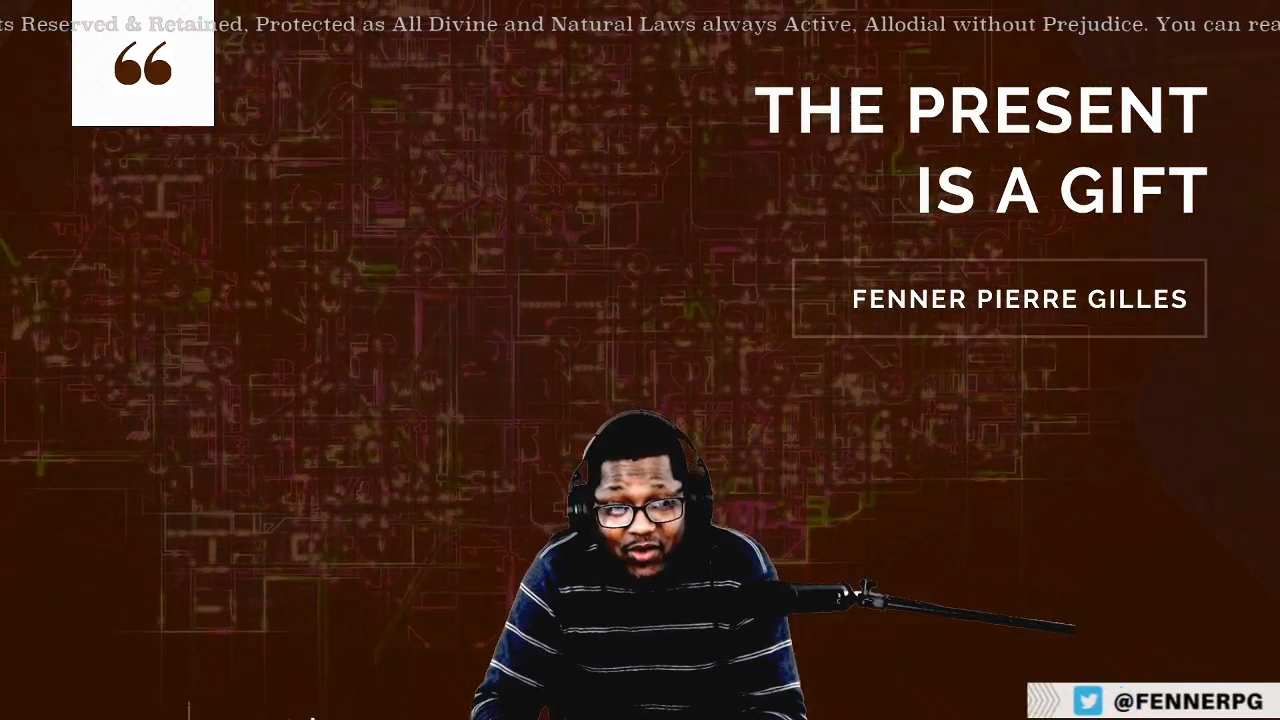 ts Reserved & Retained, Protected as All Divine and Natural Laws always Active, Allodial without Prejudice. You can rea
“
THE PRESENT
IS A GIFT
FENNER PIERRE GILLES
@FENNERPG